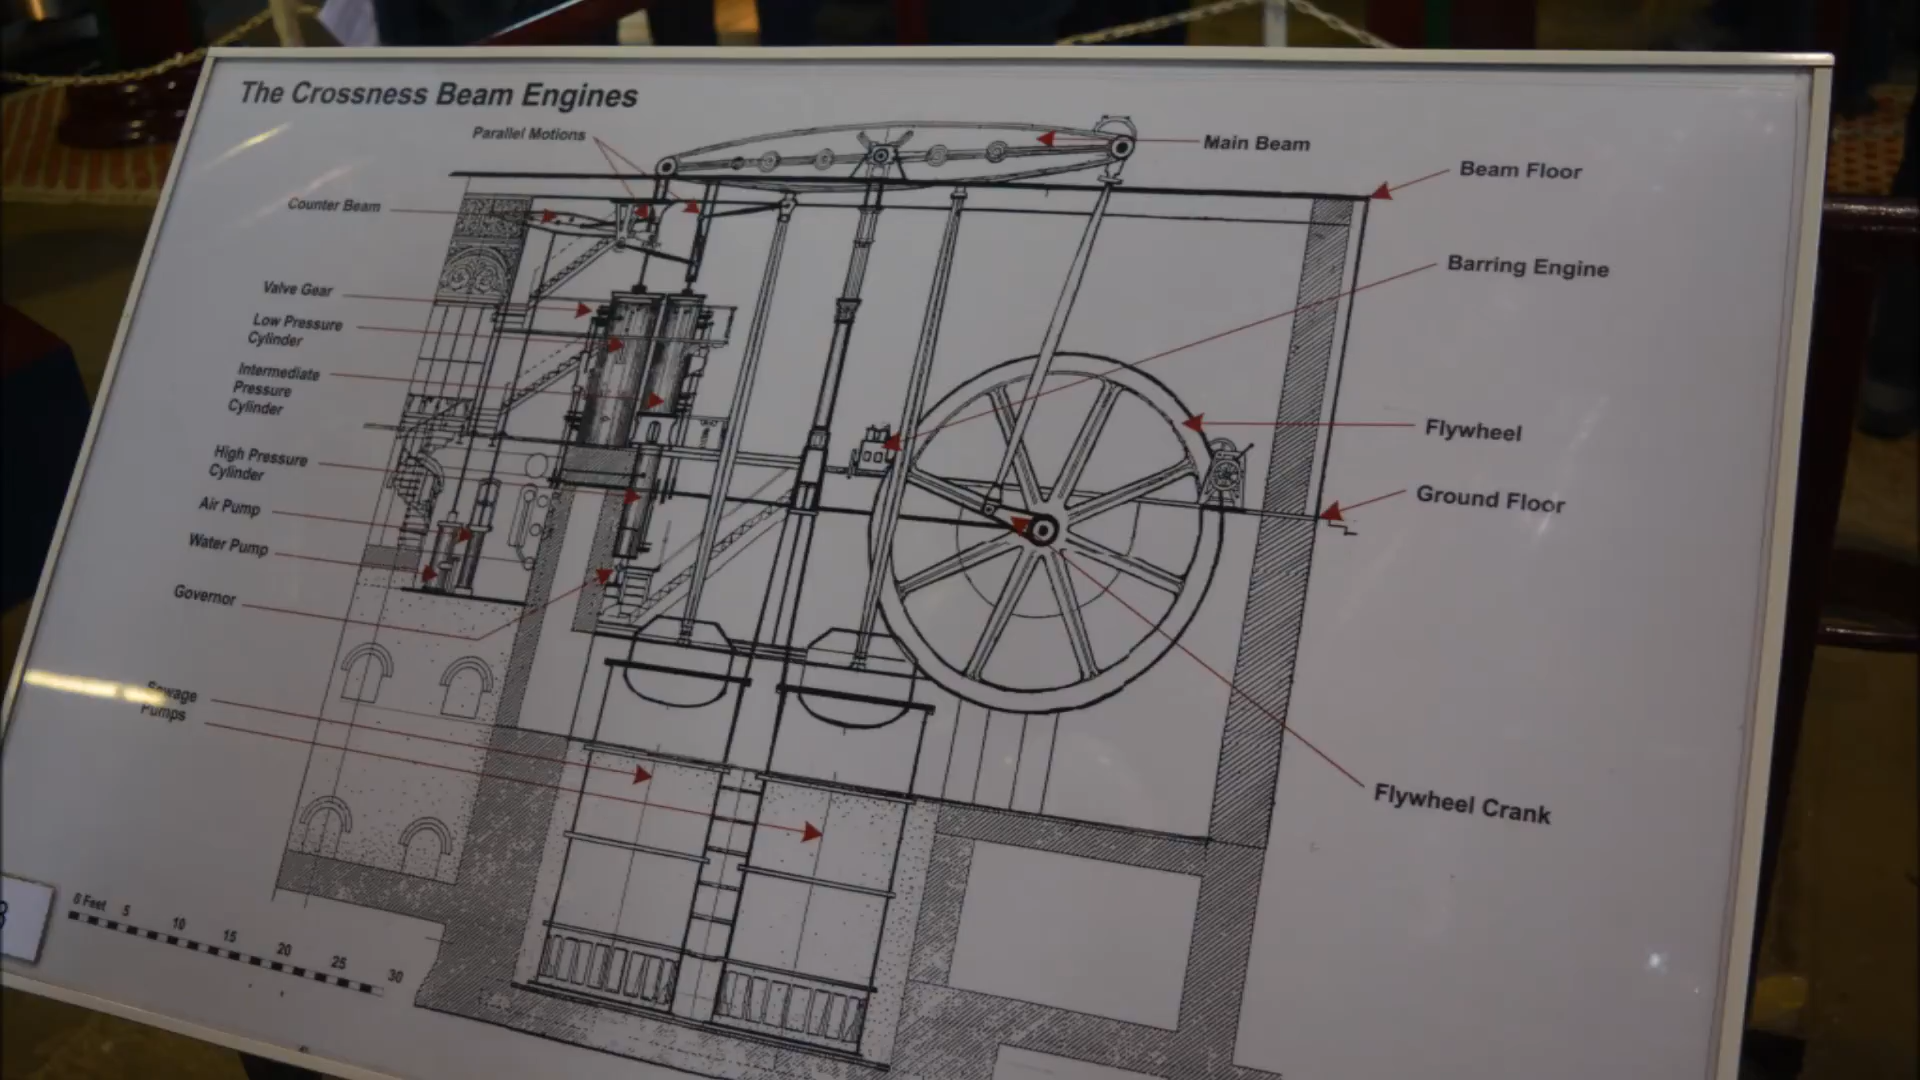 The Crossness Beam Engines
Parallel Motions
Main Beam
Beam Floor
Counter Beam
Barring Engine
Valve Gear
Low Pressure
Cylinder
Intermediate
Pressure
Cylinder
Flywheel
High Pressure
Cylinder
Ground Floor
Air Pump
Water Pump
Governor
Sewage
Pumps
Flywheel Crank
0 Feet 5 10 15 20 25 30